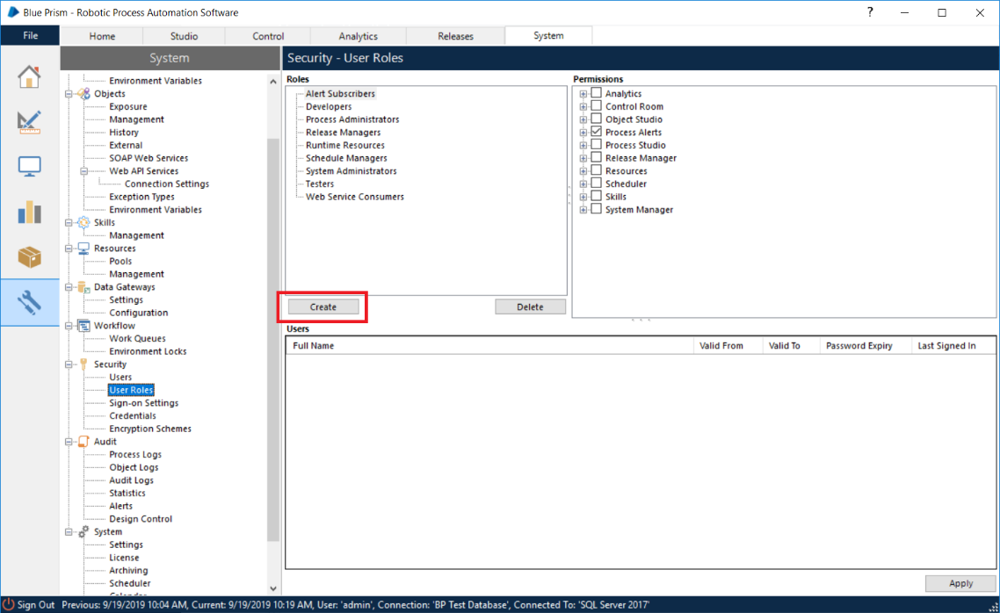 Blue Prism - Robotic Process Automation Software
?
File
Home
Studio
Control
Analytics
Releases
System
System
Environment Variables
Objects
Exposure
Management
History
External
SOAP Web Services
Web API Services
Connection Settings
Exception Types
Environment Variables
Skills
Management
Resources
Pools
Management
Data Gateways
Settings
Configuration
Workflow
Work Queues
Environment Locks
Security
Users
User Roles
Sign-on Settings
Credentials
Encryption Schemes
Audit
Process Logs
Object Logs
Audit Logs
Statistics
Alerts
Design Control
System
Settings
License
Archiving
Scheduler
Security - User Roles
Roles
Alert Subscribers
Developers
Process Administrators
Release Managers
Runtime Resources
Schedule Managers
System Administrators
Testers
Web Service Consumers
Create
Delete
Permissions
Analytics
Control Room
Object Studio
Process Alerts
Process Studio
Release Manager
Resources
Scheduler
Skills
System Manager
Users
Full Name
Valid From
Valid To
Password Expiry
Last Signed In
Apply
Sign Out
Previous: 9/19/2019 10:04 AM, Current: 9/19/2019 10:19 AM, User: 'admin', Connection: 'BP Test Database', Connected To: 'SQL Server 2017'